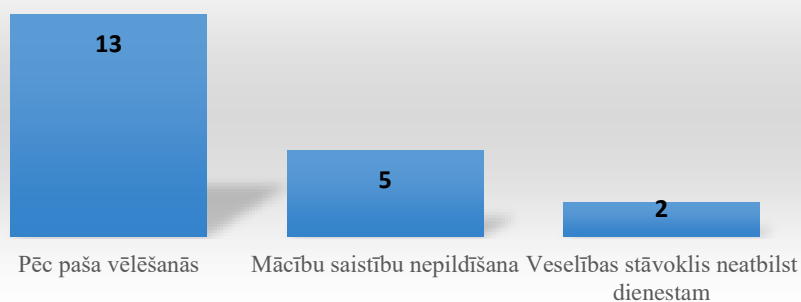 13
5
2
Pēc paša vēlēšanās
Mācību saistību nepildīšana
Veselības stāvoklis neatbilst
dienestam